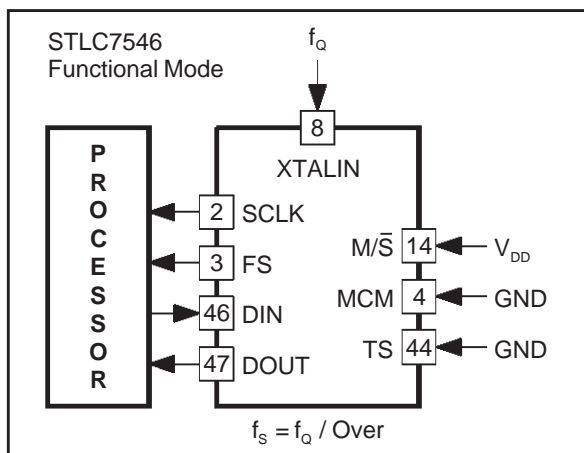 STLC7546
Functional Mode
f_Q
8
XTALIN
PROCESSOR
2 SCLK
3 FS
46 DIN
47 DOUT
M/S̅ 14 V_DD
MCM 4 GND
TS 44 GND
f_S = f_Q / Over